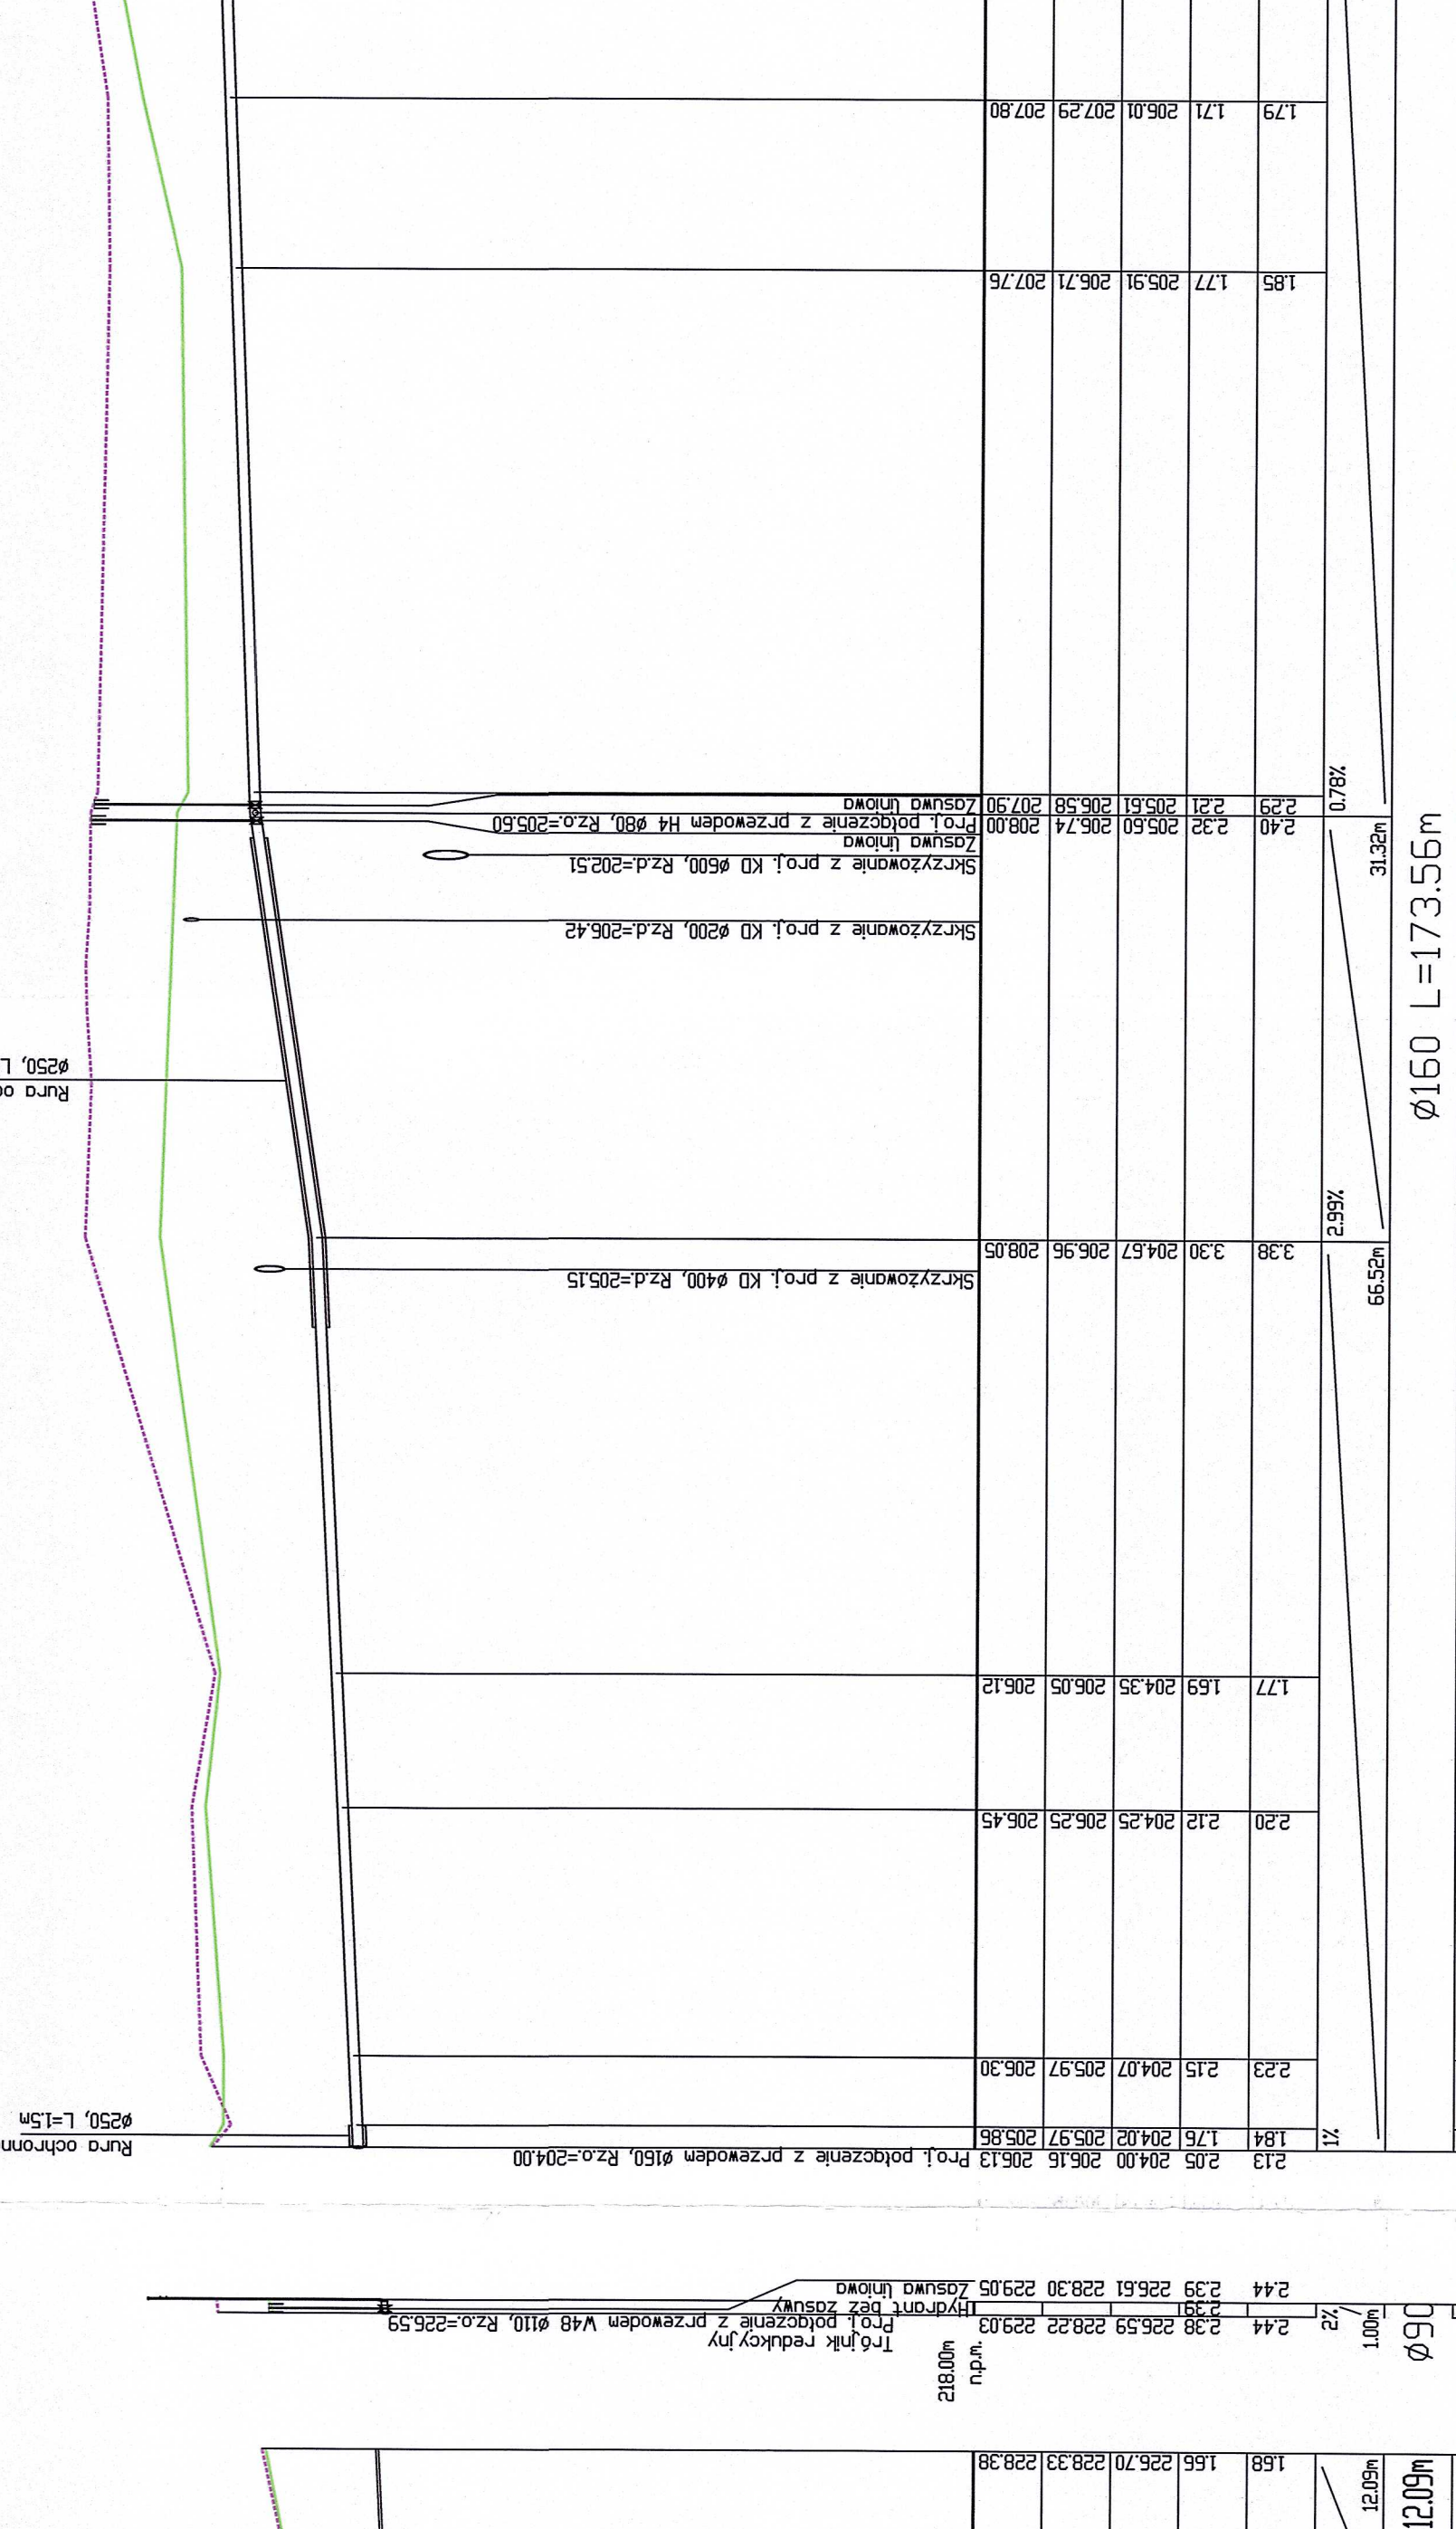 207.80 207.29 206.01 1.71 1.79
207.76 206.71 205.91 1.77 1.85
Zasuwa liniowa 207.90 206.58 205.61 2.21 2.29
0.78%
Proj. połączenie z przewodem H4 Ø80, Rz.o.=205.60 208.00 206.74 205.60 2.32 2.40
Zasuwa liniowa
31.32m
Skrzyżowanie z proj. KD Ø600, Rz.d.=202.51
Skrzyżowanie z proj. KD Ø200, Rz.d.=206.42
Ø160 L=173.56m
Rura
Ø250, L
2.99%
208.05 206.96 204.67 3.30 3.38
Skrzyżowanie z proj. KD Ø400, Rz.d.=205.15
66.52m
206.12 206.05 204.35 1.69 1.77
206.45 206.25 204.25 2.12 2.20
206.30 205.97 204.07 2.15 2.23
Rura ochronn
Ø250, L=1.5m
205.86 205.97 204.02 1.76 1.84
1%
Proj. połączenie z przewodem Ø160, Rz.o.=204.00 206.13 206.16 204.00 2.05 2.13
Zasuwa liniowa 229.05 228.30 226.61 2.39 2.44
Hydrant bez zasuwy 2.39
Proj. połączenie z przewodem W48 Ø110, Rz.o.=226.59 229.03 228.22 226.59 2.38 2.44
Trójnik redukcyjny
2%
1.00m
Ø90
218.00m
n.p.m.
228.38 228.33 226.70 1.66 1.68
12.09m
12.09m